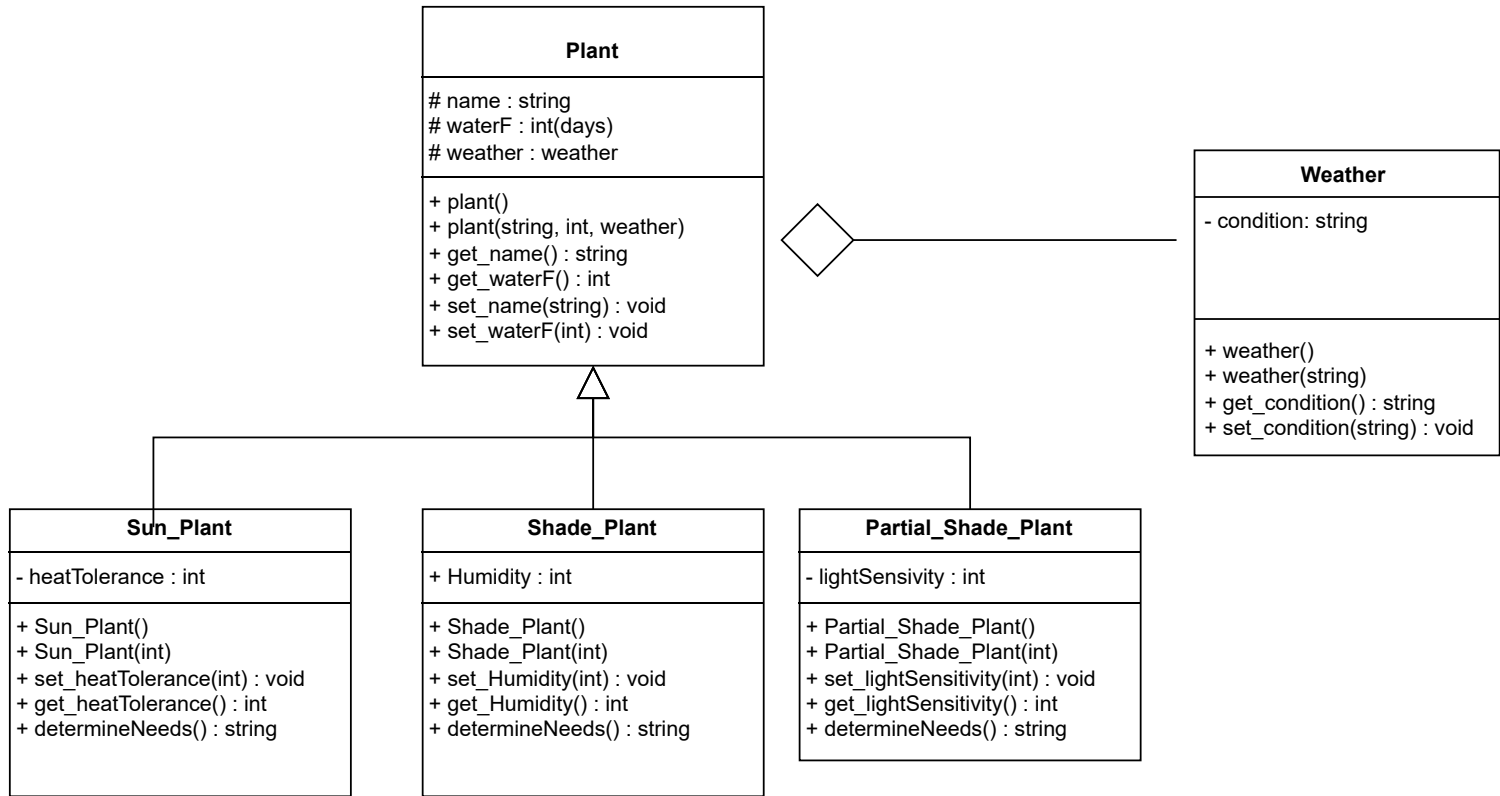 Plant
# name : string
# waterF : int(days)
# weather : weather
+ plant()
+ plant(string, int, weather)
+ get_name() : string
+ get_waterF() : int
+ set_name(string) : void
+ set_waterF(int) : void
Weather
- condition: string
+ weather()
+ weather(string)
+ get_condition() : string
+ set_condition(string) : void
Sun_Plant
- heatTolerance : int
+ Sun_Plant()
+ Sun_Plant(int)
+ set_heatTolerance(int) : void
+ get_heatTolerance() : int
+ determineNeeds() : string
Shade_Plant
+ Humidity : int
+ Shade_Plant()
+ Shade_Plant(int)
+ set_Humidity(int) : void
+ get_Humidity() : int
+ determineNeeds() : string
Partial_Shade_Plant
- lightSensivity : int
+ Partial_Shade_Plant()
+ Partial_Shade_Plant(int)
+ set_lightSensitivity(int) : void
+ get_lightSensitivity() : int
+ determineNeeds() : string